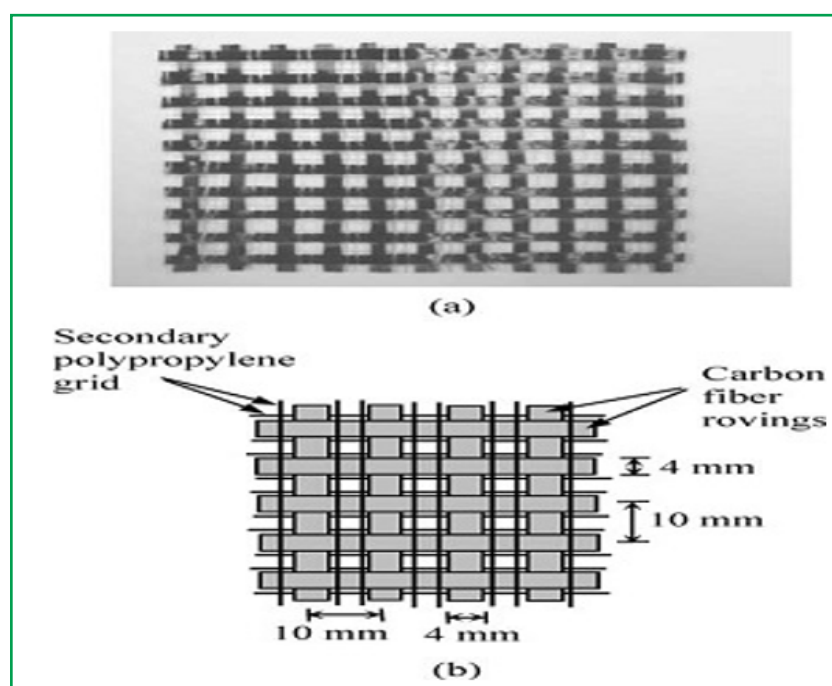 (a)
Secondary
polypropylene
grid
Carbon
fiber
rovings
4 mm
10 mm
10 mm
4 mm
(b)